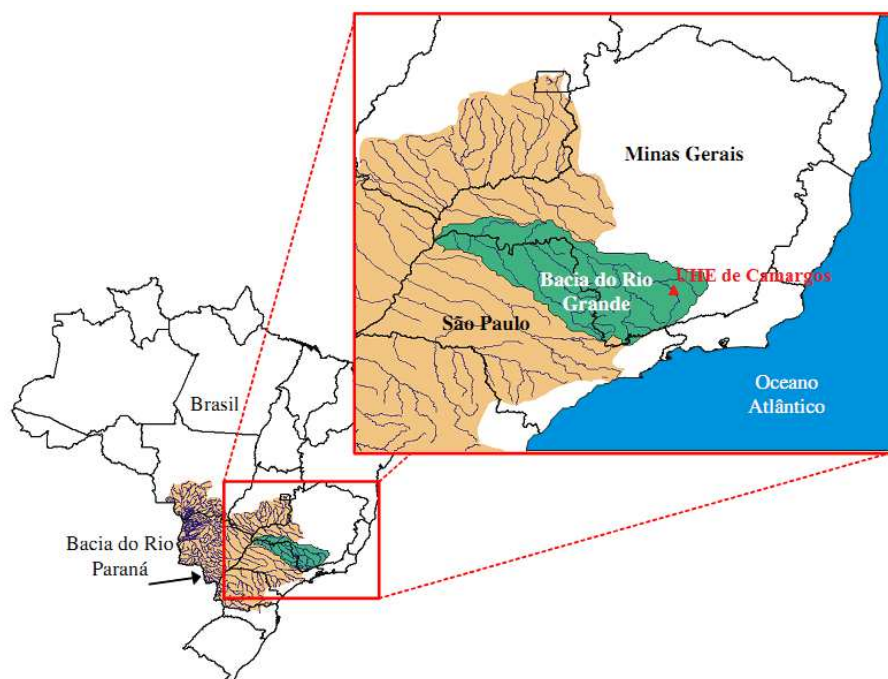 Minas Gerais
UHE de Camargos
Bacia do Rio
Grande
São Paulo
Oceano
Atlântico
Brasil
Bacia do Rio
Paraná